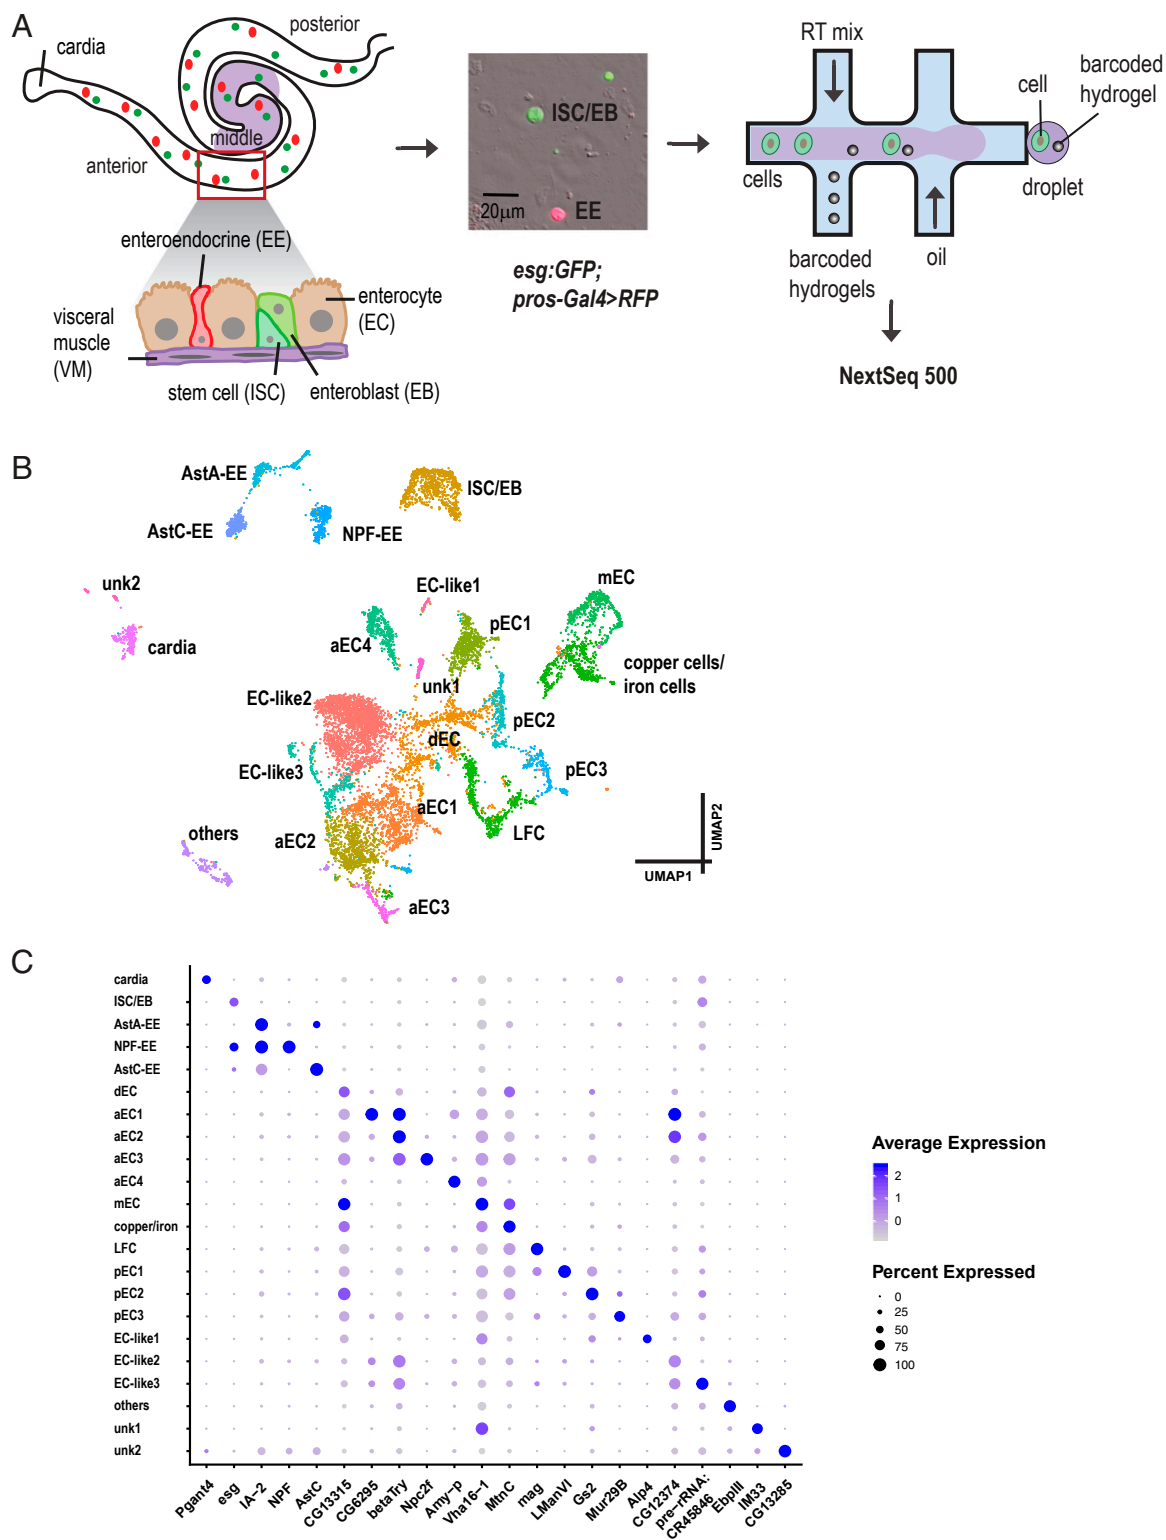 A
cardia
posterior
middle
anterior
enteroendocrine (EE)
enterocyte
(EC)
visceral
muscle
(VM)
stem cell (ISC)
enteroblast (EB)
ISC/EB
20μm
EE
esg:GFP;
pros-Gal4>RFP
RT mix
cell
barcoded
hydrogel
cells
droplet
barcoded
hydrogels
oil
NextSeq 500
B
AstA-EE
ISC/EB
AstC-EE
NPF-EE
unk2
EC-like1
mEC
cardia
aEC4
pEC1
copper cells/
iron cells
unk1
EC-like2
pEC2
dEC
EC-like3
pEC3
aEC1
others
aEC2
LFC
aEC3
UMAP1
UMAP2
C
cardia
ISC/EB
AstA-EE
NPF-EE
AstC-EE
dEC
aEC1
aEC2
aEC3
aEC4
mEC
copper/iron
LFC
pEC1
pEC2
pEC3
EC-like1
EC-like2
EC-like3
others
unk1
unk2
Pgant4
esg
IA-2
NPF
AstC
CG13315
CG6295
betaTry
Npc2f
Amy-p
Vha16-1
MtnC
mag
LManVI
Gs2
Mur29B
Alp4
CG12374
pre-rRNA:
CR45846
EbpIII
IM33
CG13285
Average Expression
2
1
0
Percent Expressed
0
25
50
75
100